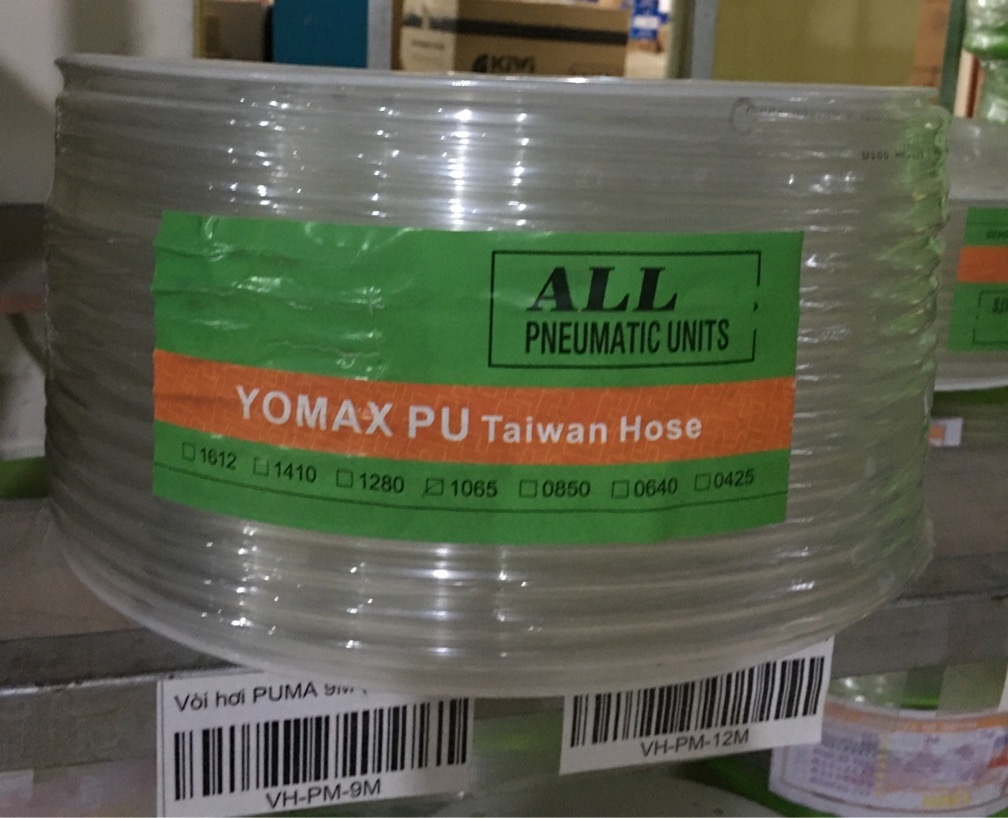 ALL
PNEUMATIC UNITS
YOMAX PU Taiwan Hose
1612 1410 1280 1065 0850 0640 0425
Vòi hơi PUMA 9M
VH-PM-9M
VH-PM-12M